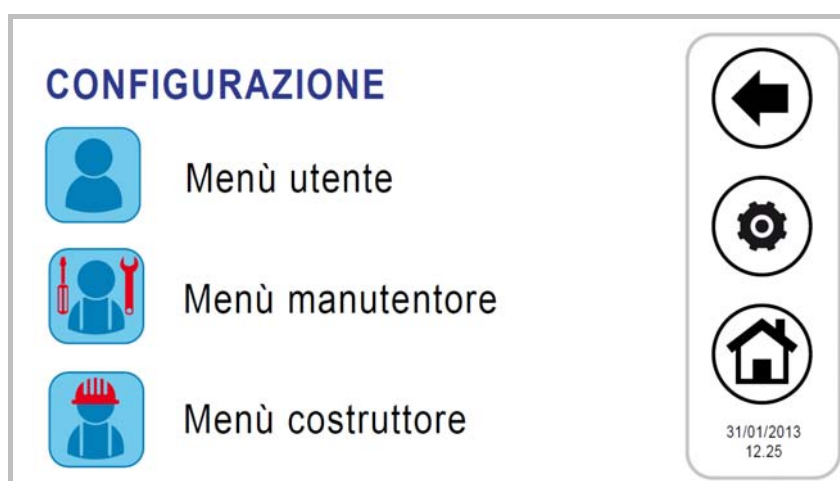 CONFIGURAZIONE
Menù utente
Menù manutentore
Menù costruttore
31/01/2013
12.25